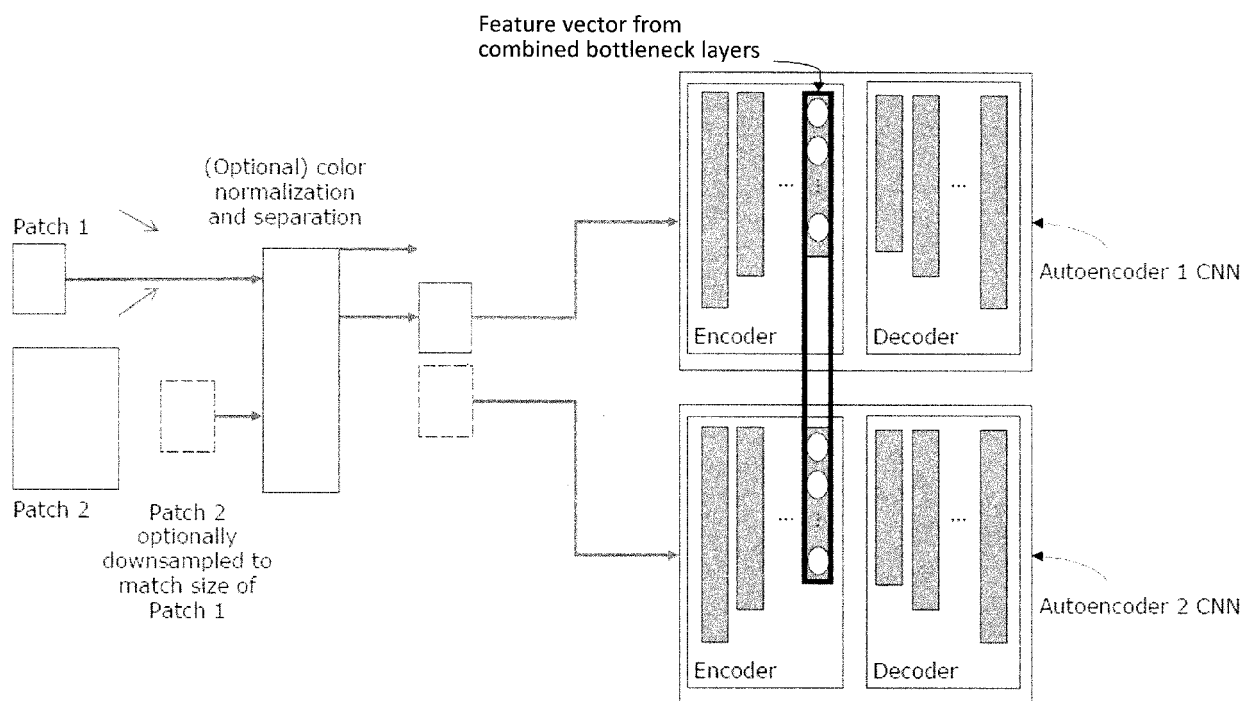 Feature vector from
combined bottleneck layers
(Optional) color
normalization
and separation
Patch 1
Patch 2
Patch 2
optionally
downsampled to
match size of
Patch 1
...
...
...
Encoder
Decoder
Autoencoder 1 CNN
...
...
...
Encoder
Decoder
Autoencoder 2 CNN